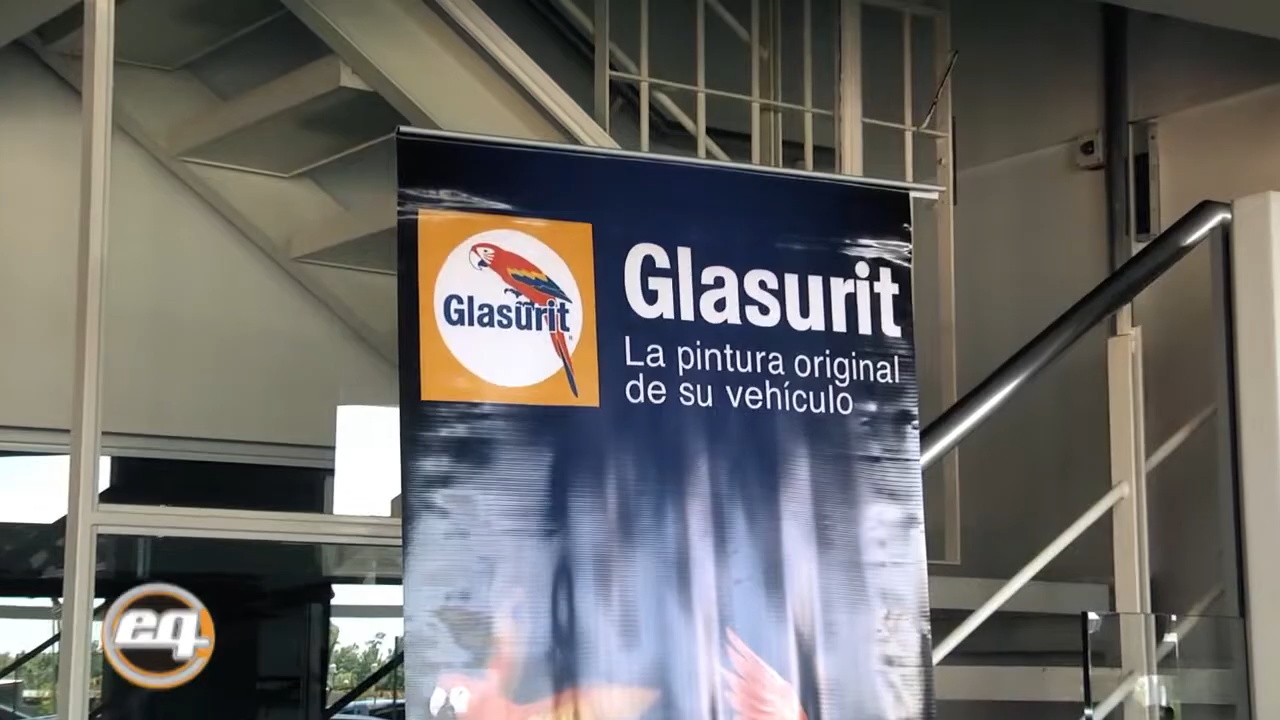 Glasurit
Glasurit
La pintura original
de su vehículo
eq